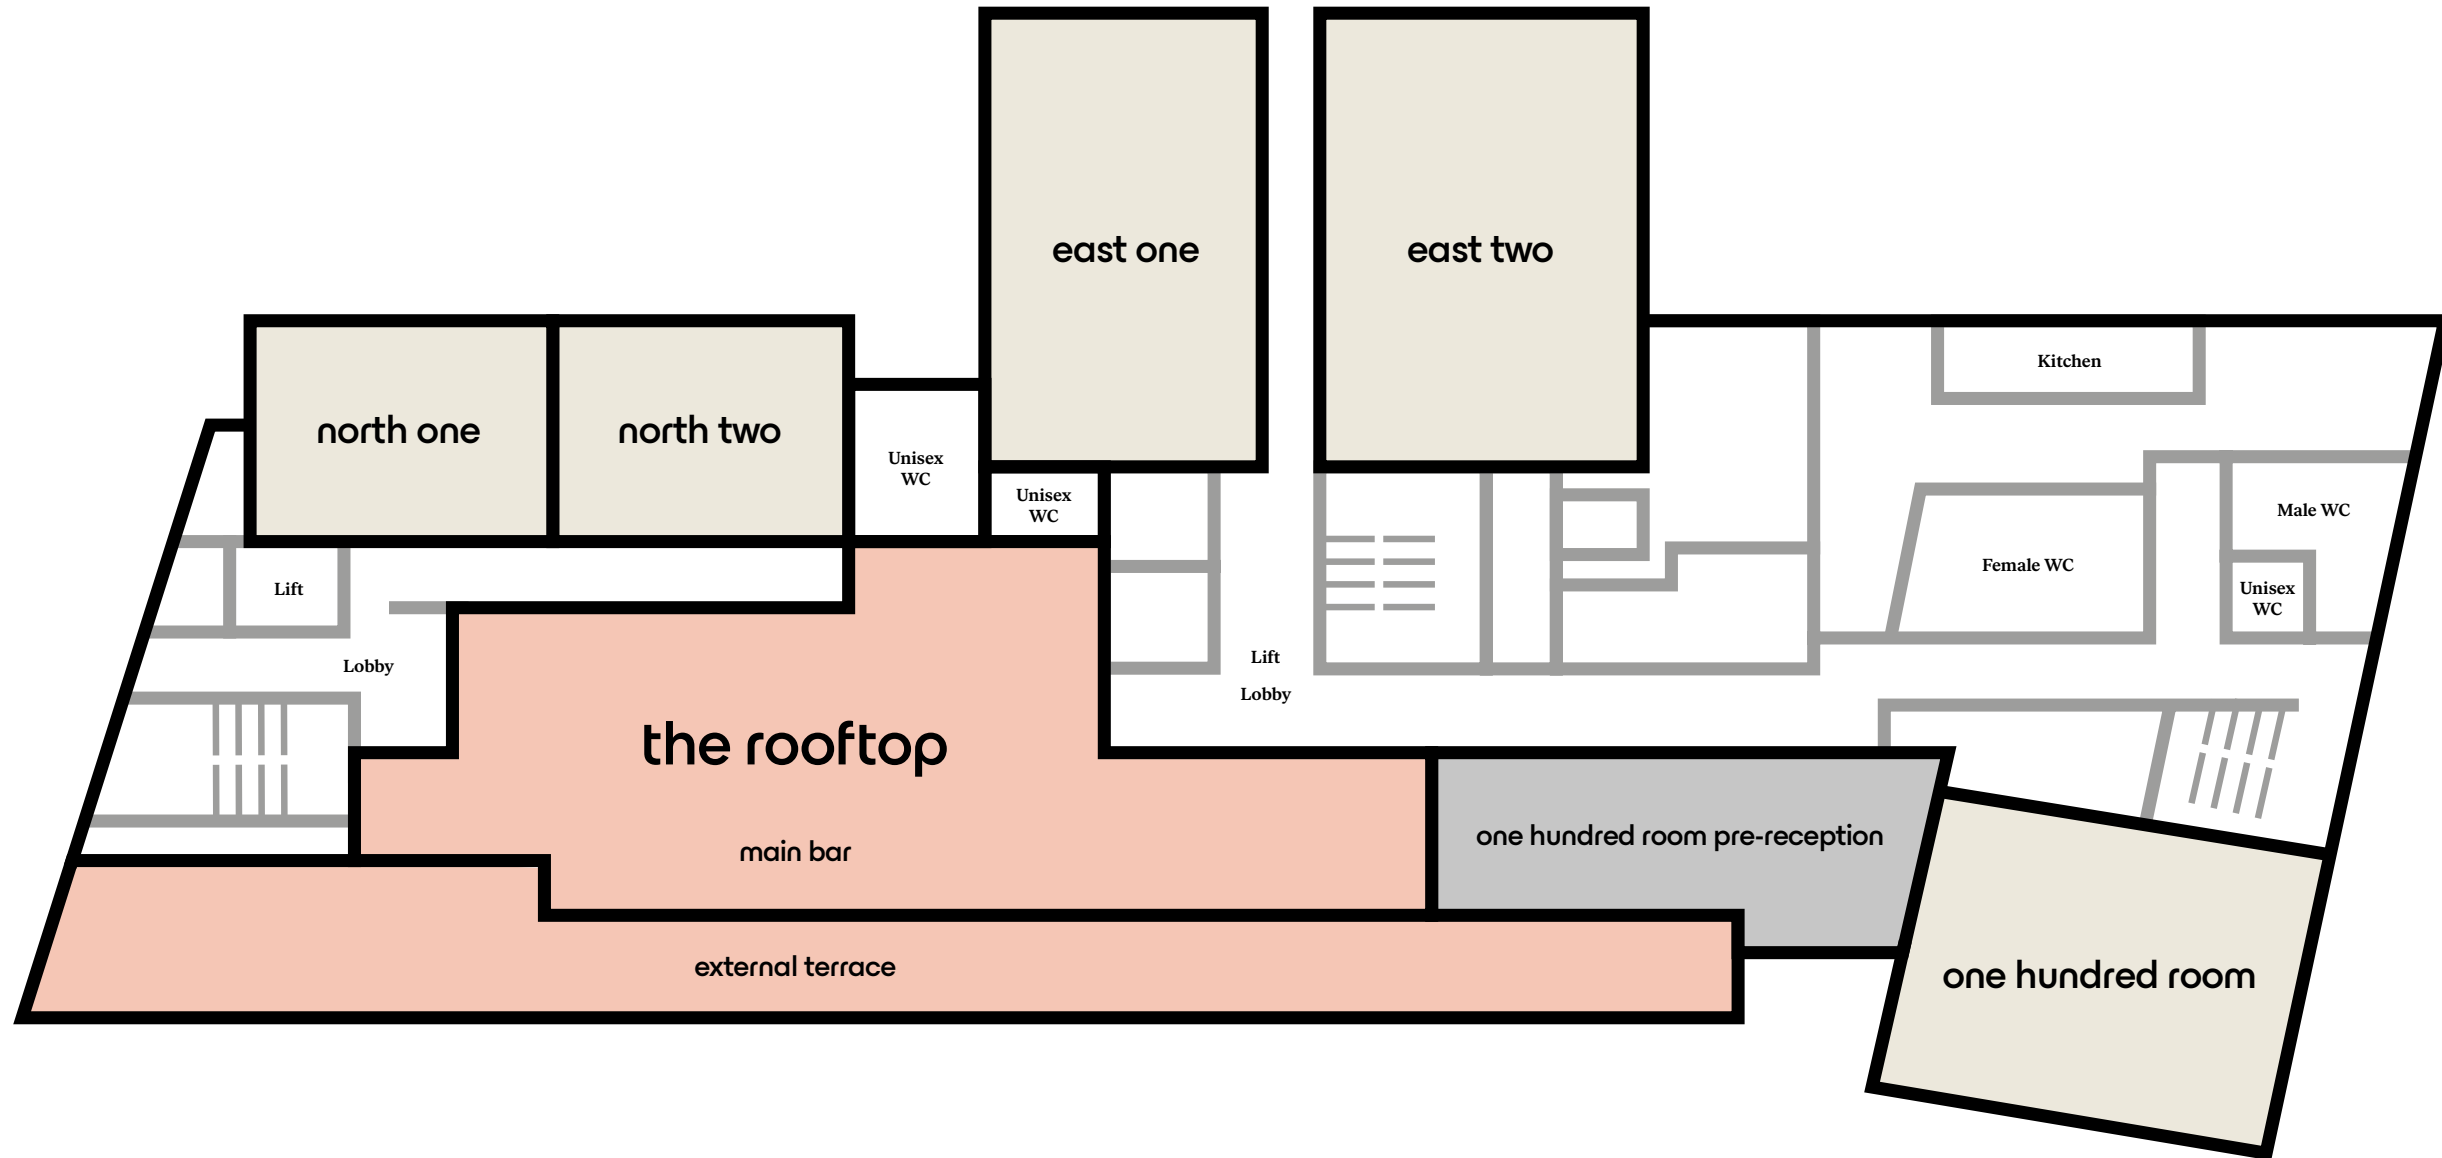 east one
east two
Kitchen
north one
north two
Unisex
WC
Unisex
WC
Male WC
Female WC
Lift
Unisex
WC
Lobby
Lift
Lobby
the rooftop
main bar
one hundred room pre-reception
external terrace
one hundred room